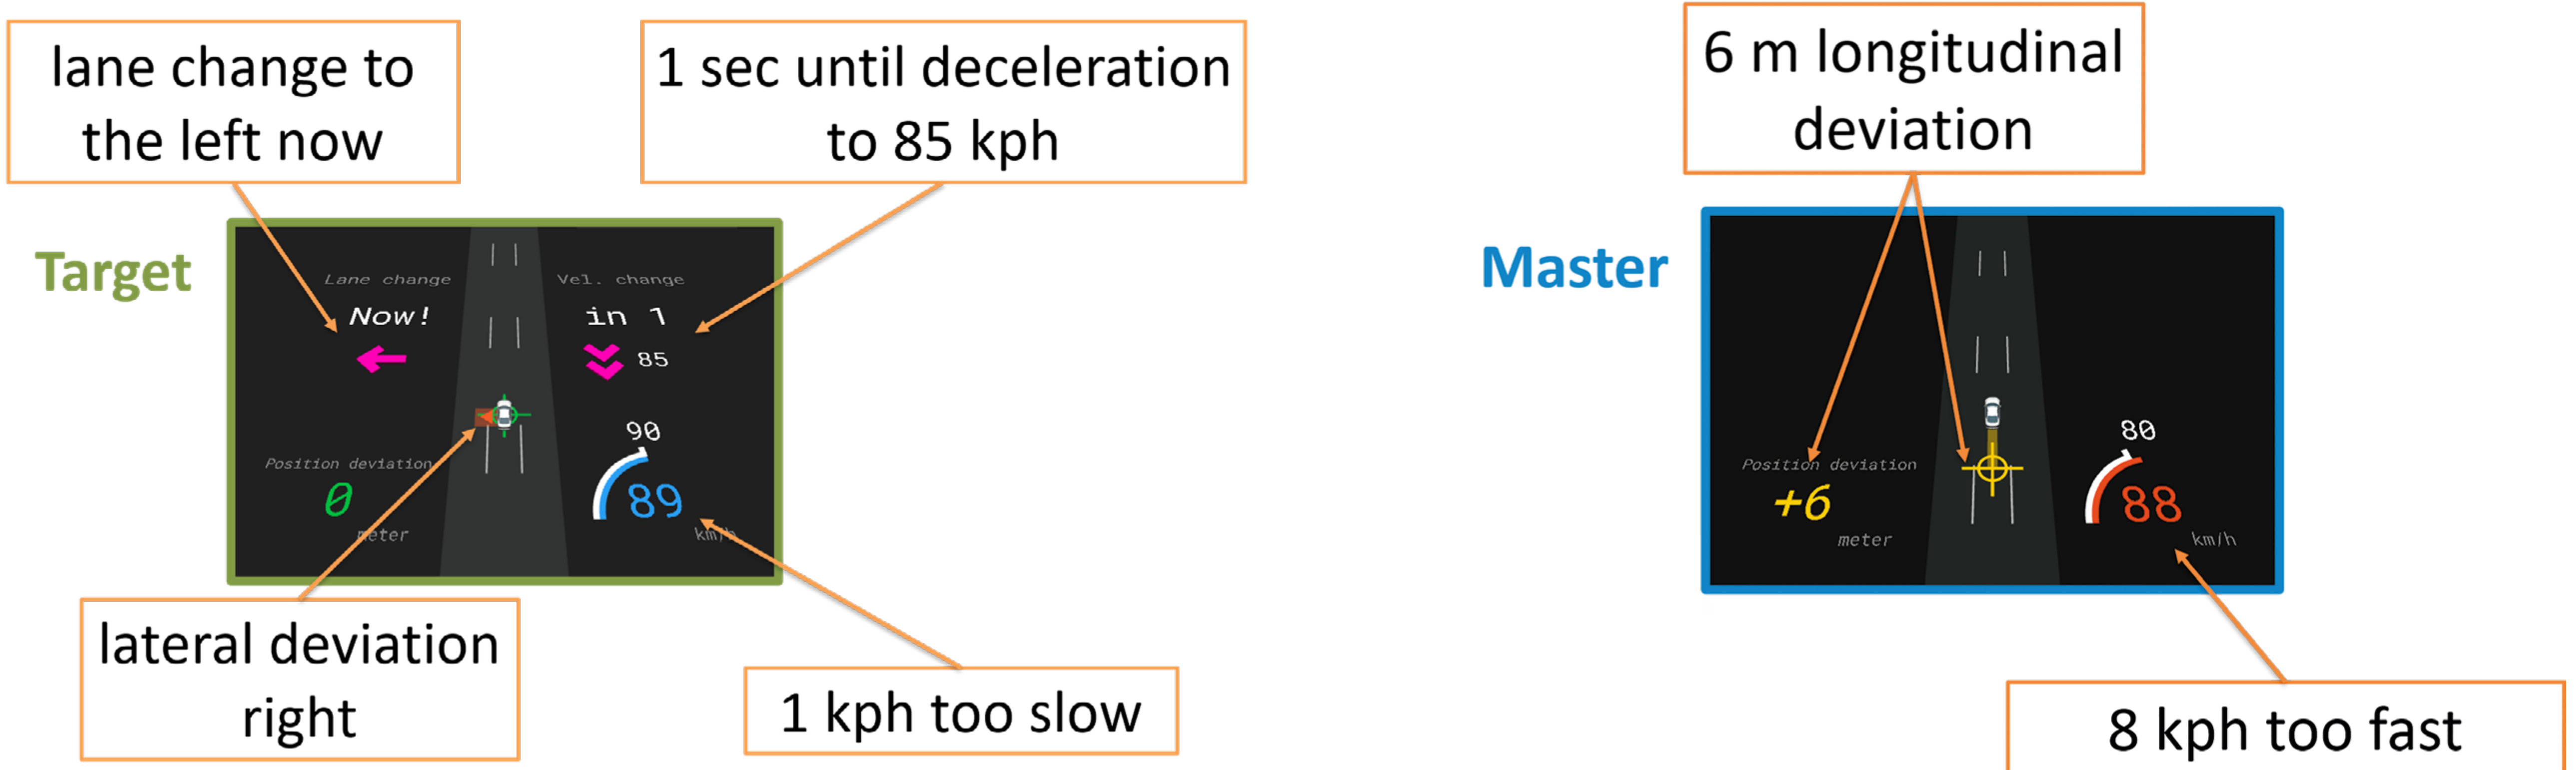 lane change to
the left now
1 sec until deceleration
to 85 kph
Target
Lane change
Now!
Vel. change
in 1
85
90
Position deviation
0
meter
89
km/h
lateral deviation
right
1 kph too slow
6 m longitudinal
deviation
Master
80
Position deviation
+6
meter
88
km/h
8 kph too fast